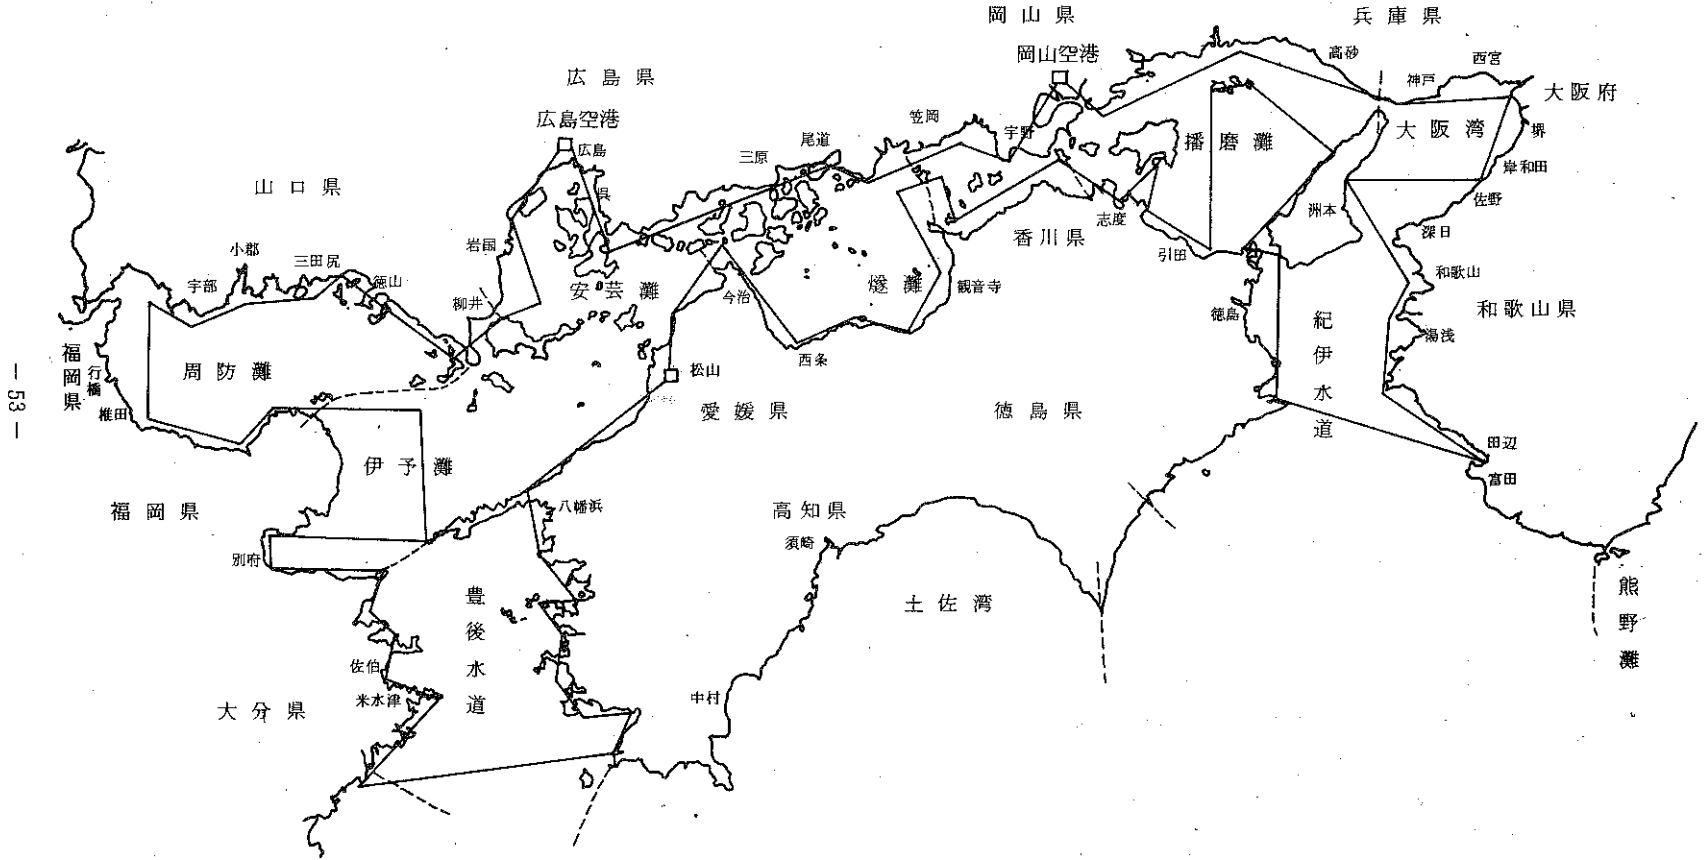 岡山県
兵庫県
岡山空港
高砂
西宮
神戸
大阪府
広島県
広島空港
広島
県
尾道
三原
笠岡
宇野
播磨灘
大阪湾
堺
岸和田
佐野
山口県
岩国
小郡
三田尻
宇部
徳山
柳井
安芸灘
今治
燧灘
観音寺
香川県
志度
引田
洲本
深日
和歌山
和歌山県
湯浅
徳島
紀伊水道
福岡県
行橋
椎田
周防灘
西条
松山
愛媛県
徳島県
田辺
富田
伊予灘
福岡県
八幡浜
高知県
須崎
別府
豊後水道
土佐湾
熊野灘
佐伯
米水津
大分県
中村
— 53 —